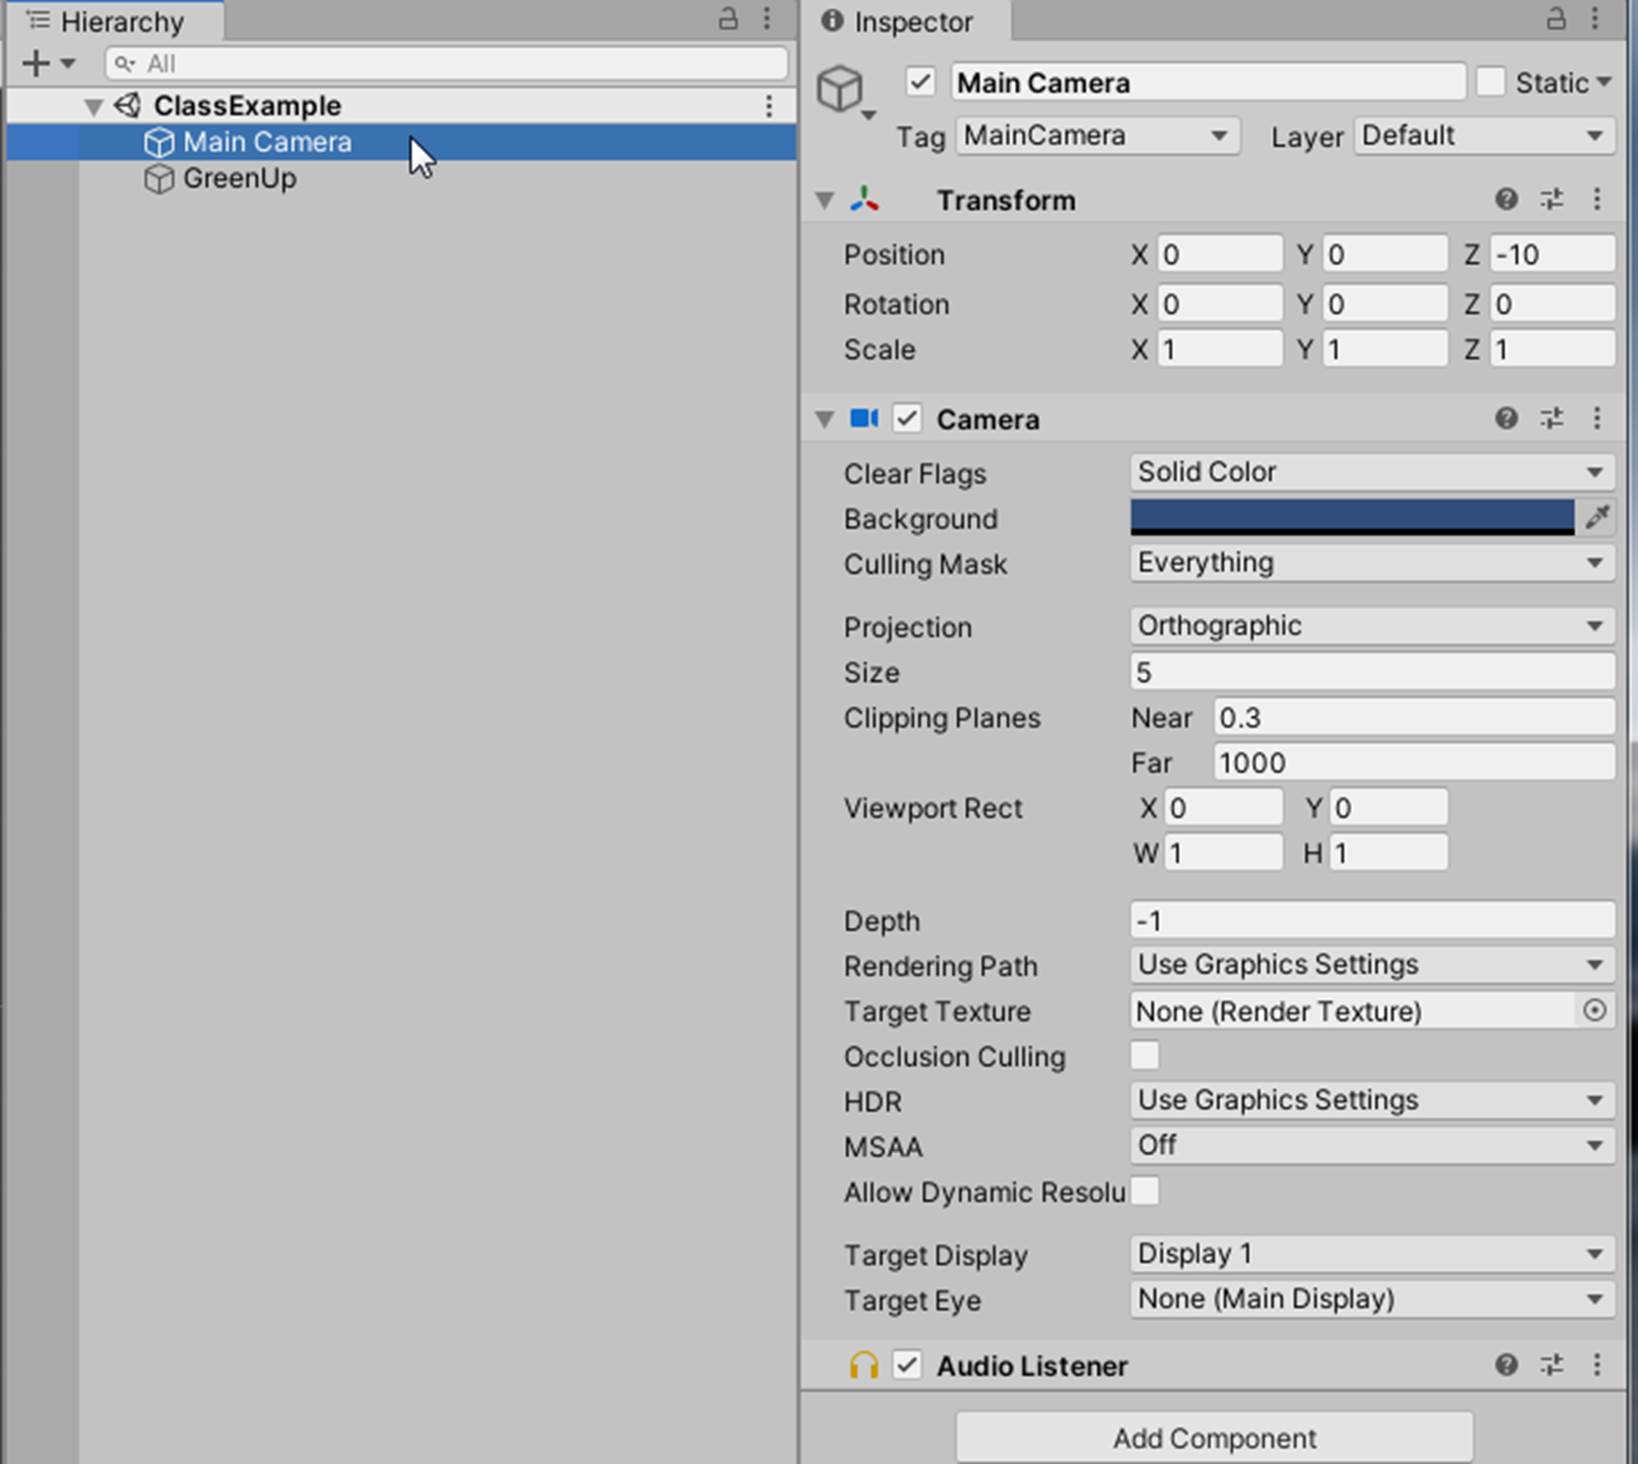 Hierarchy
All
ClassExample
Main Camera
GreenUp
Inspector
Main Camera
Static
Tag MainCamera Layer Default
Transform
Position X 0 Y 0 Z -10
Rotation X 0 Y 0 Z 0
Scale X 1 Y 1 Z 1
Camera
Clear Flags Solid Color
Background
Culling Mask Everything
Projection Orthographic
Size 5
Clipping Planes Near 0.3
Far 1000
Viewport Rect X 0 Y 0
W 1 H 1
Depth -1
Rendering Path Use Graphics Settings
Target Texture None (Render Texture)
Occlusion Culling
HDR Use Graphics Settings
MSAA Off
Allow Dynamic Resolu
Target Display Display 1
Target Eye None (Main Display)
Audio Listener
Add Component